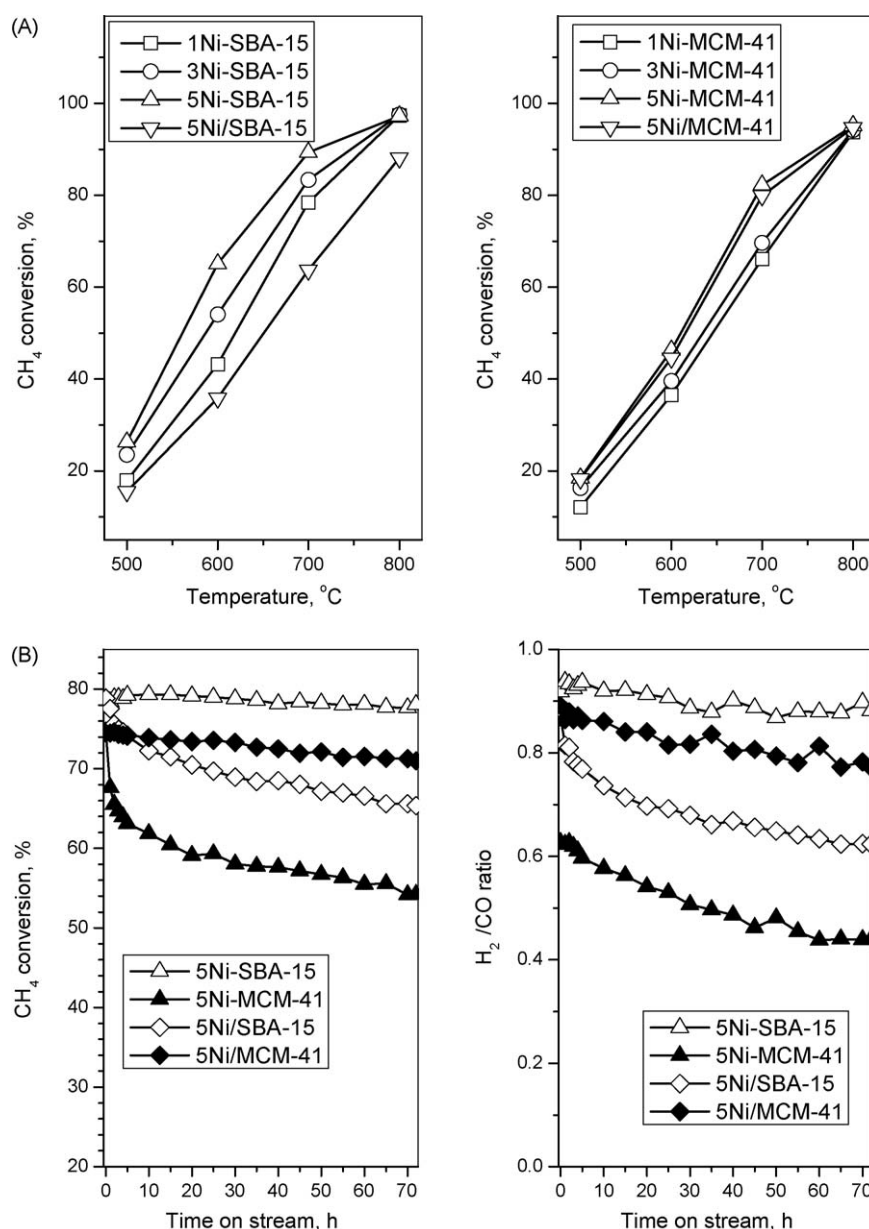 (A)
1Ni-SBA-15
3Ni-SBA-15
5Ni-SBA-15
5Ni/SBA-15
100
80
60
40
20
CH₄ conversion, %
500 600 700 800
Temperature, °C
1Ni-MCM-41
3Ni-MCM-41
5Ni-MCM-41
5Ni/MCM-41
100
80
60
40
20
CH₄ conversion, %
500 600 700 800
Temperature, °C
(B)
80
70
60
50
40
30
20
CH₄ conversion, %
5Ni-SBA-15
5Ni-MCM-41
5Ni/SBA-15
5Ni/MCM-41
0 10 20 30 40 50 60 70
Time on stream, h
1.0
0.8
0.6
0.4
0.2
0.0
H₂ /CO ratio
5Ni-SBA-15
5Ni-MCM-41
5Ni/SBA-15
5Ni/MCM-41
0 10 20 30 40 50 60 70
Time on stream, h